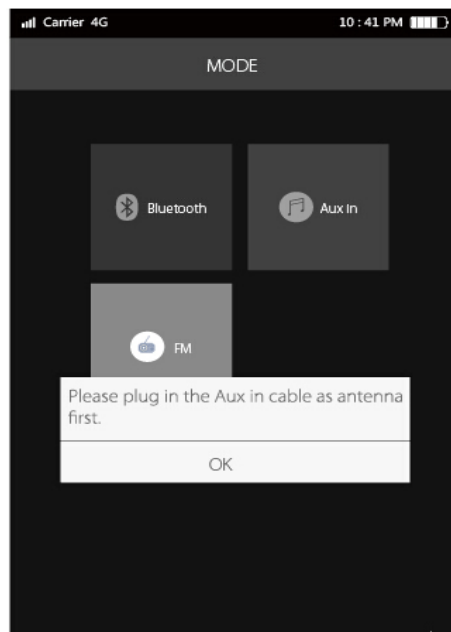 Carrier 4G 10 : 41 PM
MODE
Bluetooth Aux in
FM
Please plug in the Aux in cable as antenna
first.
OK